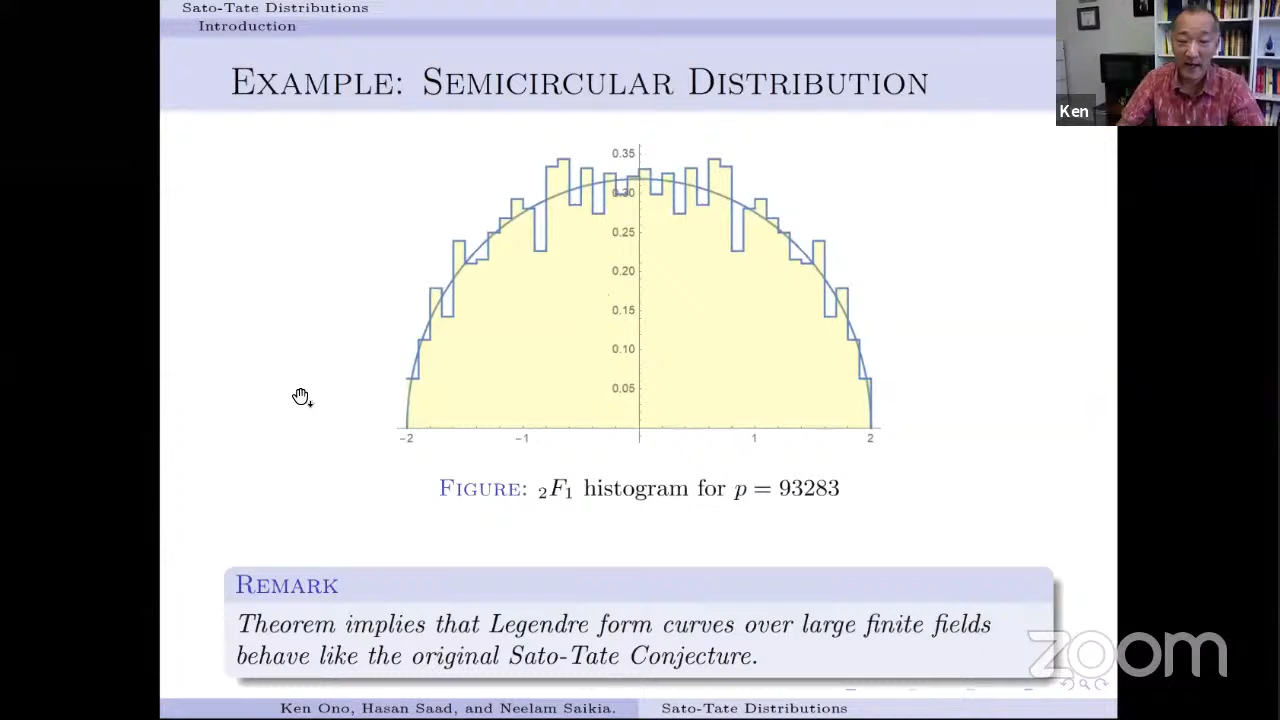 Sato-Tate Distributions
Introduction
EXAMPLE: SEMICIRCULAR DISTRIBUTION
Ken
0.35
0.30
0.25
0.20
0.15
0.10
0.05
-2 -1 1 2
FIGURE: ₂F₁ histogram for p = 93283
REMARK
Theorem implies that Legendre form curves over large finite fields
behave like the original Sato-Tate Conjecture.
zoom
Ken Ono, Hasan Saad, and Neelam Saikia. Sato-Tate Distributions